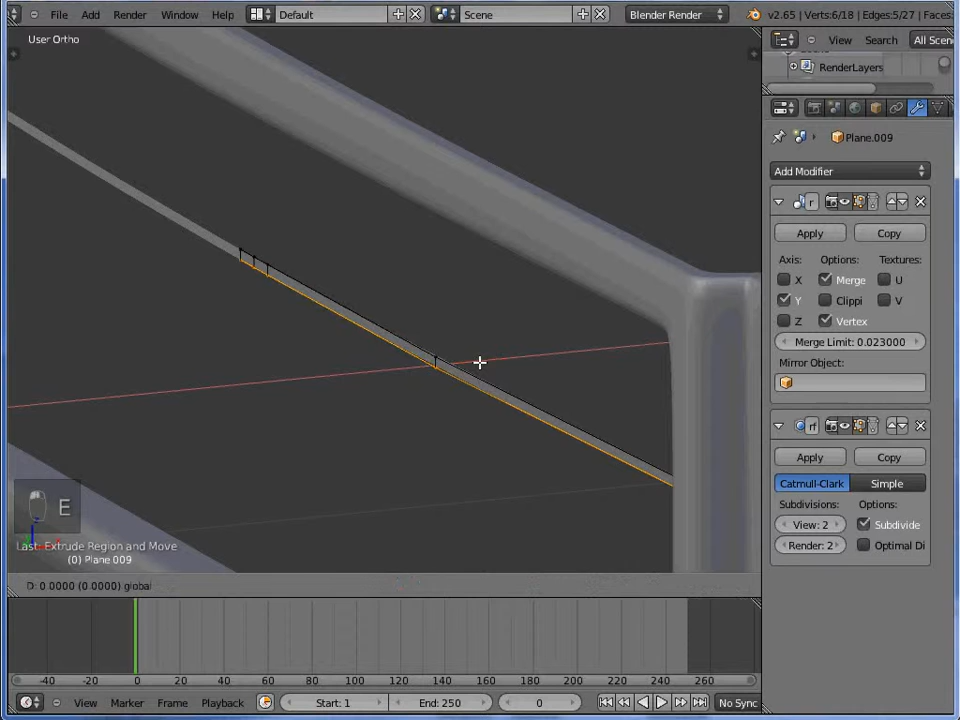 File Add Render Window Help Default Scene Blender Render v2.65 | Verts:6/18 | Edges:5/27 | Faces:
User Ortho
View Search All Scen
RenderLayers
Plane.009
Add Modifier
r
Apply Copy
Axis: Options: Textures:
X Merge U
Y Clippi V
Z Vertex
Merge Limit: 0.023000
Mirror Object:
rf
Apply Copy
Catmull-Clark Simple
Subdivisions: Options:
View: 2 Subdivide
Render: 2 Optimal Di
E
Last: Extrude Region and Move
(0) Plane.009
D: 0.0000 (0.0000) global
-40 -20 0 20 40 60 80 100 120 140 160 180 200 220 240 260
View Marker Frame Playback Start: 1 End: 250 0 No Sync